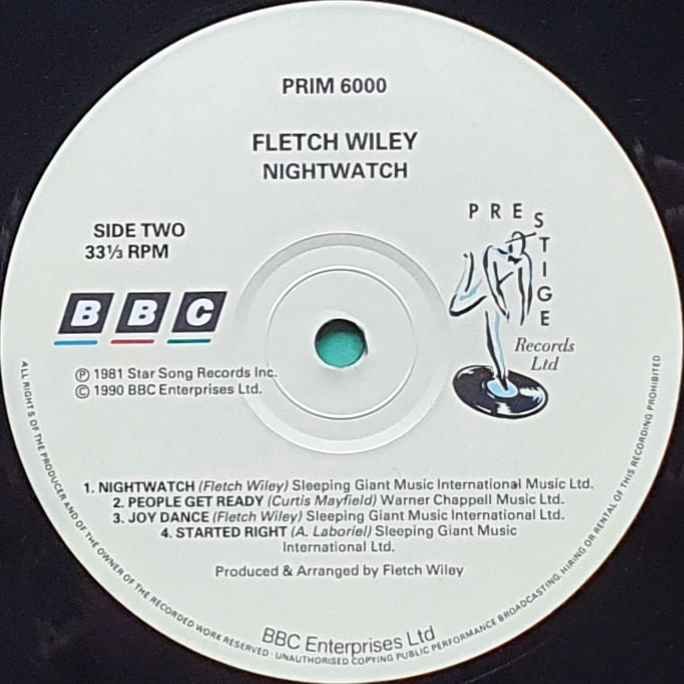 PRIM 6000
FLETCH WILEY
NIGHTWATCH
SIDE TWO
33⅓ RPM
BBC
PRESTIGE
Records
Ltd
Ⓟ 1981 Star Song Records Inc.
© 1990 BBC Enterprises Ltd.
1. NIGHTWATCH (Fletch Wiley) Sleeping Giant Music International Music Ltd.
2. PEOPLE GET READY (Curtis Mayfield) Warner Chappell Music Ltd.
3. JOY DANCE (Fletch Wiley) Sleeping Giant Music International Ltd.
4. STARTED RIGHT (A. Laboriel) Sleeping Giant Music
International Ltd.
Produced & Arranged by Fletch Wiley
BBC Enterprises Ltd
ALL RIGHTS OF THE PRODUCER AND OF THE OWNER OF THE RECORDED WORK RESERVED · UNAUTHORISED COPYING PUBLIC PERFORMANCE BROADCASTING, HIRING OR RENTAL OF THIS RECORDING PROHIBITED